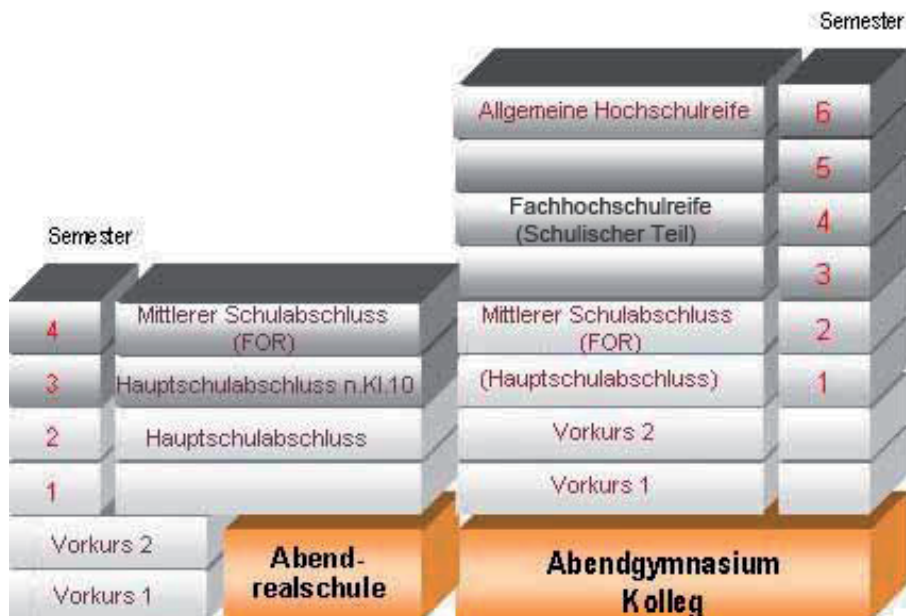 Semester
Allgemeine Hochschulreife 6
5
Fachhochschulreife
(Schulischer Teil) 4
3
Mittlerer Schulabschluss
(FOR) 2
(Hauptschulabschluss) 1
Vorkurs 2
Vorkurs 1
Abendgymnasium
Kolleg
Semester
4 Mittlerer Schulabschluss
(FOR)
3 Hauptschulabschluss n.Kl.10
2 Hauptschulabschluss
1
Vorkurs 2
Vorkurs 1
Abend-
realschule